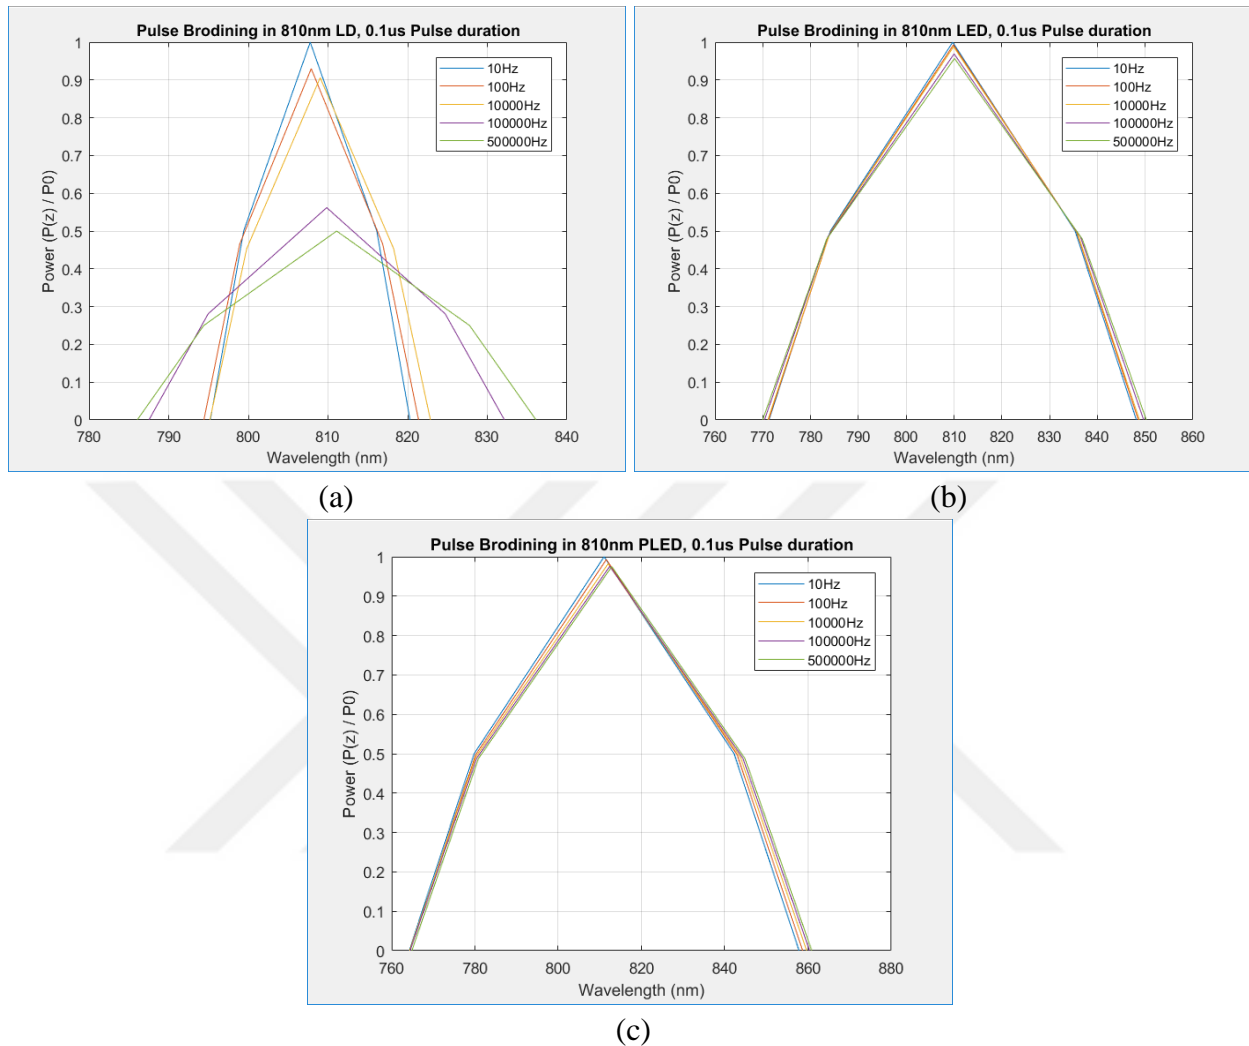 Pulse Brodining in 810nm LD, 0.1us Pulse duration
Power (P(z) / P0)
1
0.9
0.8
0.7
0.6
0.5
0.4
0.3
0.2
0.1
0
780 790 800 810 820 830 840
Wavelength (nm)
10Hz
100Hz
10000Hz
100000Hz
500000Hz
(a)
Pulse Brodining in 810nm LED, 0.1us Pulse duration
Power (P(z) / P0)
1
0.9
0.8
0.7
0.6
0.5
0.4
0.3
0.2
0.1
0
760 770 780 790 800 810 820 830 840 850 860
Wavelength (nm)
10Hz
100Hz
10000Hz
100000Hz
500000Hz
(b)
Pulse Brodining in 810nm PLED, 0.1us Pulse duration
Power (P(z) / P0)
1
0.9
0.8
0.7
0.6
0.5
0.4
0.3
0.2
0.1
0
760 780 800 820 840 860 880
Wavelength (nm)
10Hz
100Hz
10000Hz
100000Hz
500000Hz
(c)